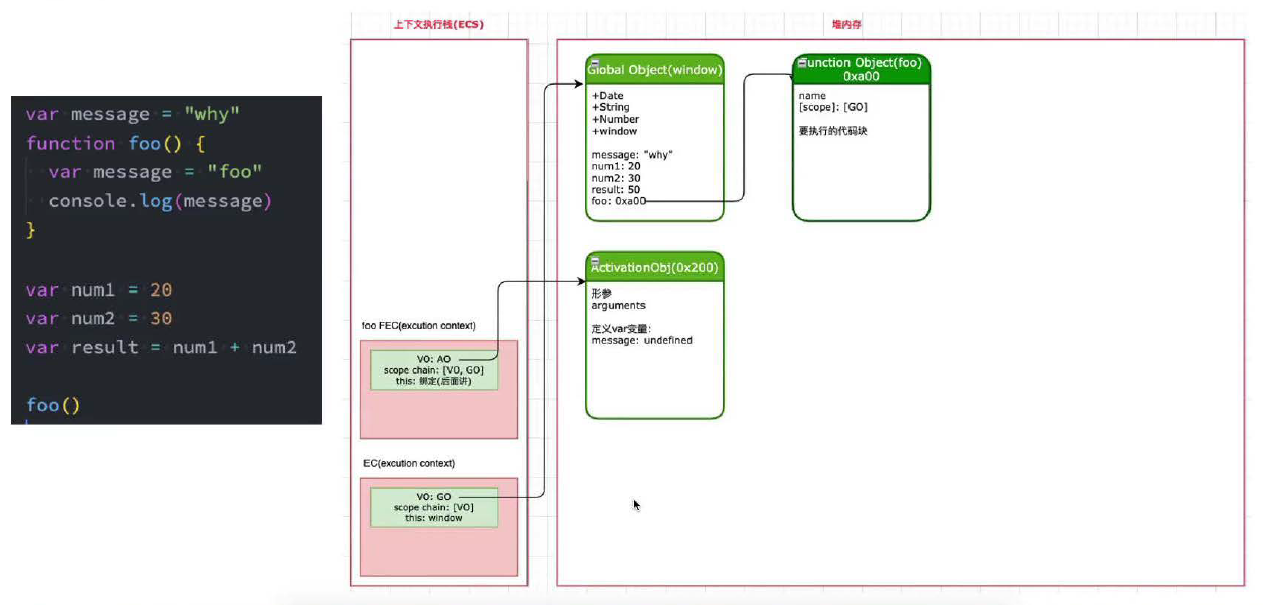 var message = "why"
function foo() {
var message = "foo"
console.log(message)
}
var num1 = 20
var num2 = 30
var result = num1 + num2
foo()
上下文执行栈(ECS)
堆内存
Global Object(window)
+Date
+String
+Number
+window
message: "why"
num1: 20
num2: 30
result: 50
foo: 0xa00
unction Object(foo)
0xa00
name
[scope]: [GO]
要执行的代码块
ActivationObj(0x200)
形参
arguments
定义var变量:
message: undefined
foo FEC(excution context)
VO: AO
scope chain: [VO, GO]
this: 绑定(后面讲)
EC(excution context)
VO: GO
scope chain: [VO]
this: window